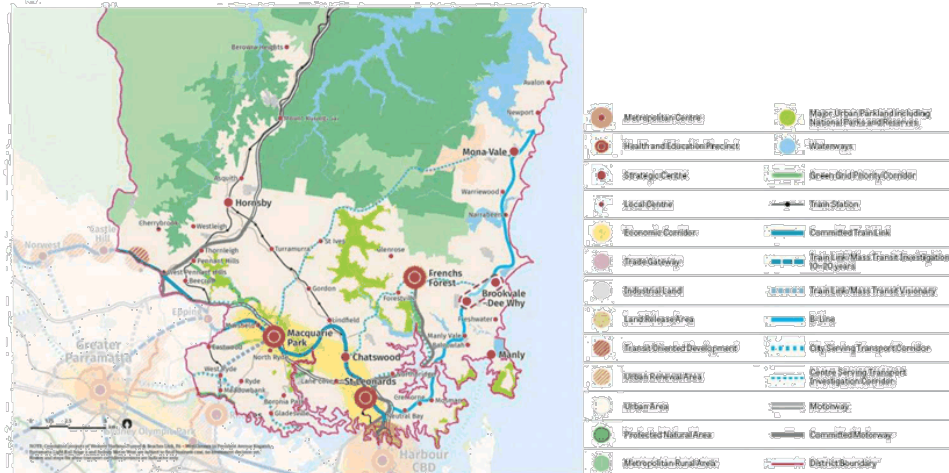 Berowra Heights
Avalon
Newport
Mona Vale
Asquith
Hornsby
Warriewood
Narrabeen
Cherrybrook
Westleigh
Castle
Hill
Norwest
Thornleigh
Pennant Hills
West Pennant Hills
Beecroft
Turramurra
St Ives
Glenrose
Gordon
Frenchs
Forest
Forestville
Brookvale
-Dee Why
Freshwater
Epping
Lindfield
Macquarie
Park
Eastwood
North Ryde
Manly Vale
Balgowlah
Manly
Chatswood
Greater
Parramatta
West Ryde
Ryde
Meadowbank
Lane Cove
St Leonards
Boronia Park
Gladesville
Cremorne
Mosman
Neutral Bay
Harbour
CBD
Metropolitan Centre
Major Urban Parkland including
National Parks and Reserves
Health and Education Precinct
Waterways
Strategic Centre
Green Grid Priority Corridor
Local Centre
Train Station
Economic Corridor
Committed Train Link
Trade Gateway
Train Link/Mass Transit Investigation
10–20 years
Industrial Land
Train Link/Mass Transit Visionary
Land Release Area
B-Line
Transit Oriented Development
City Serving Transport Corridor
Urban Renewal Area
Centre Serving Transport
Investigation Corridor
Urban Area
Motorway
Protected Natural Area
Committed Motorway
Metropolitan Rural Area
District Boundary